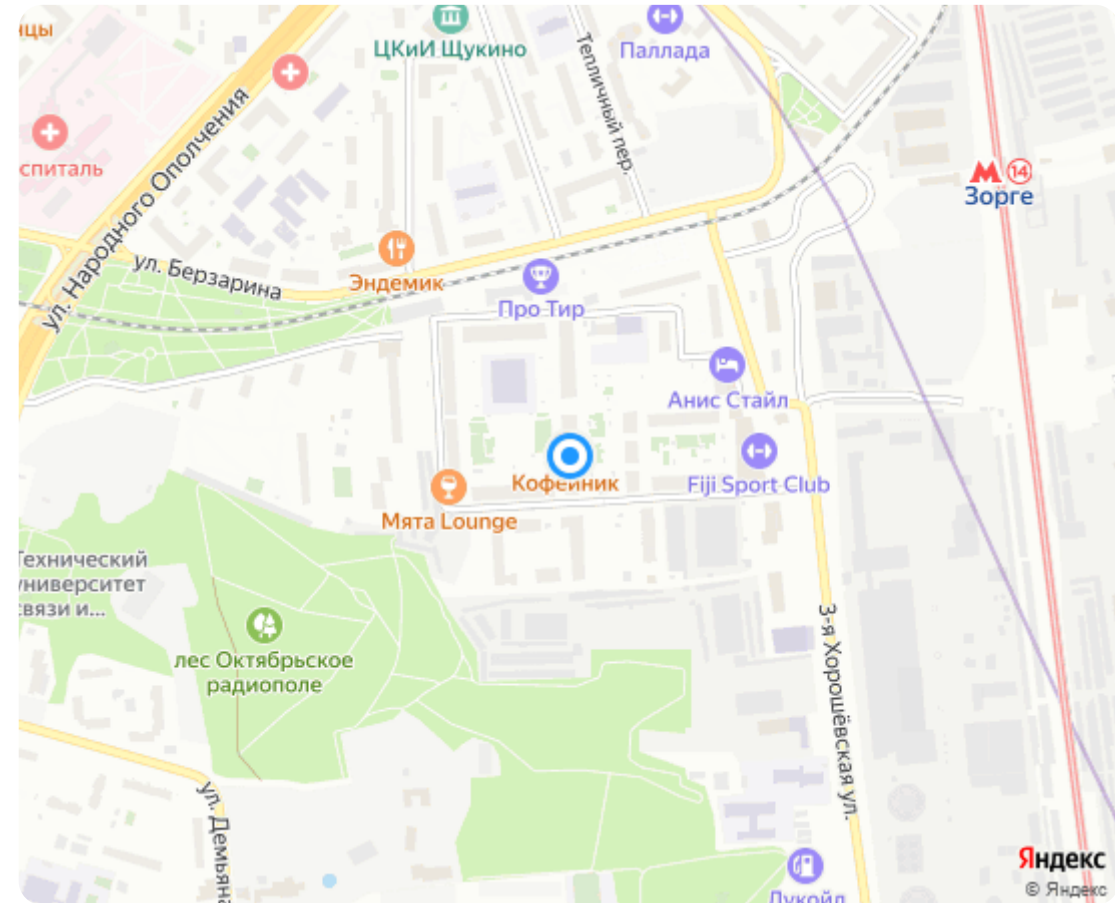 нцы
ЦКиИ Щукино
Паллада
Тепличный пер.
спиталь
ул. Народного Ополчения
М 14
Зорге
ул. Берзарина
Эндемик
Про Тир
Анис Стайл
Кофейник
Fiji Sport Club
Мята Lounge
Технический
университет
связи и...
лес Октябрьское
радиополе
3-я Хорошёвская ул.
ул. Демьяна
Лукойл
Яндекс
© Яндекс